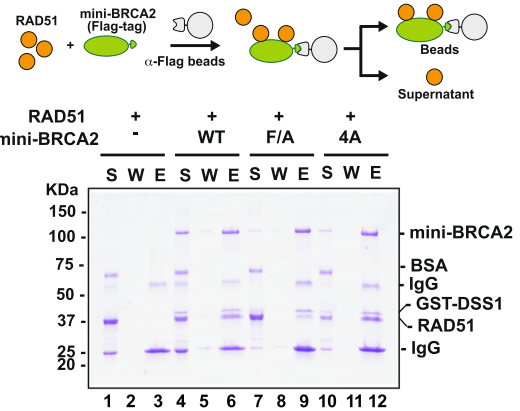 RAD51
+
mini-BRCA2
(Flag-tag)
α-Flag beads
Beads
Supernatant
RAD51 + + + +
mini-BRCA2 - WT F/A 4A
S W E S W E S W E S W E
KDa
150
100
75
50
37
25
20
mini-BRCA2
BSA
IgG
GST-DSS1
RAD51
IgG
1 2 3 4 5 6 7 8 9 10 11 12